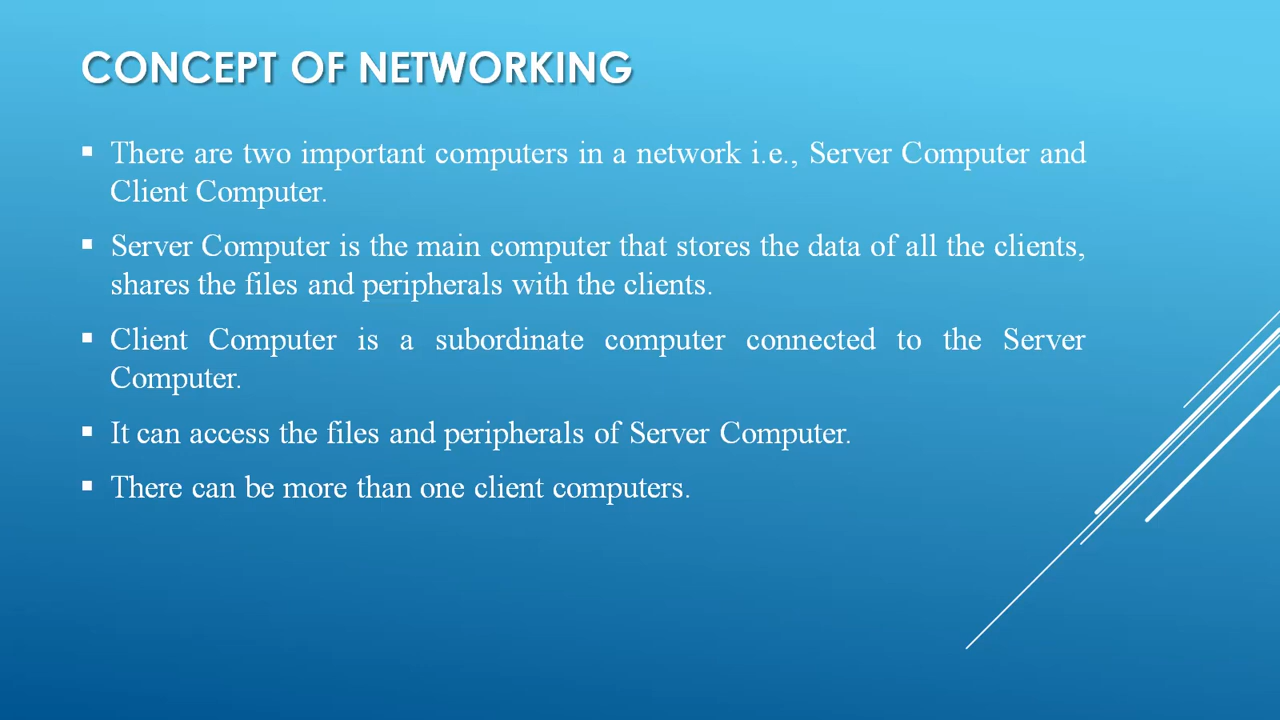 CONCEPT OF NETWORKING
▪ There are two important computers in a network i.e., Server Computer and
Client Computer.
▪ Server Computer is the main computer that stores the data of all the clients,
shares the files and peripherals with the clients.
▪ Client Computer is a subordinate computer connected to the Server
Computer.
▪ It can access the files and peripherals of Server Computer.
▪ There can be more than one client computers.